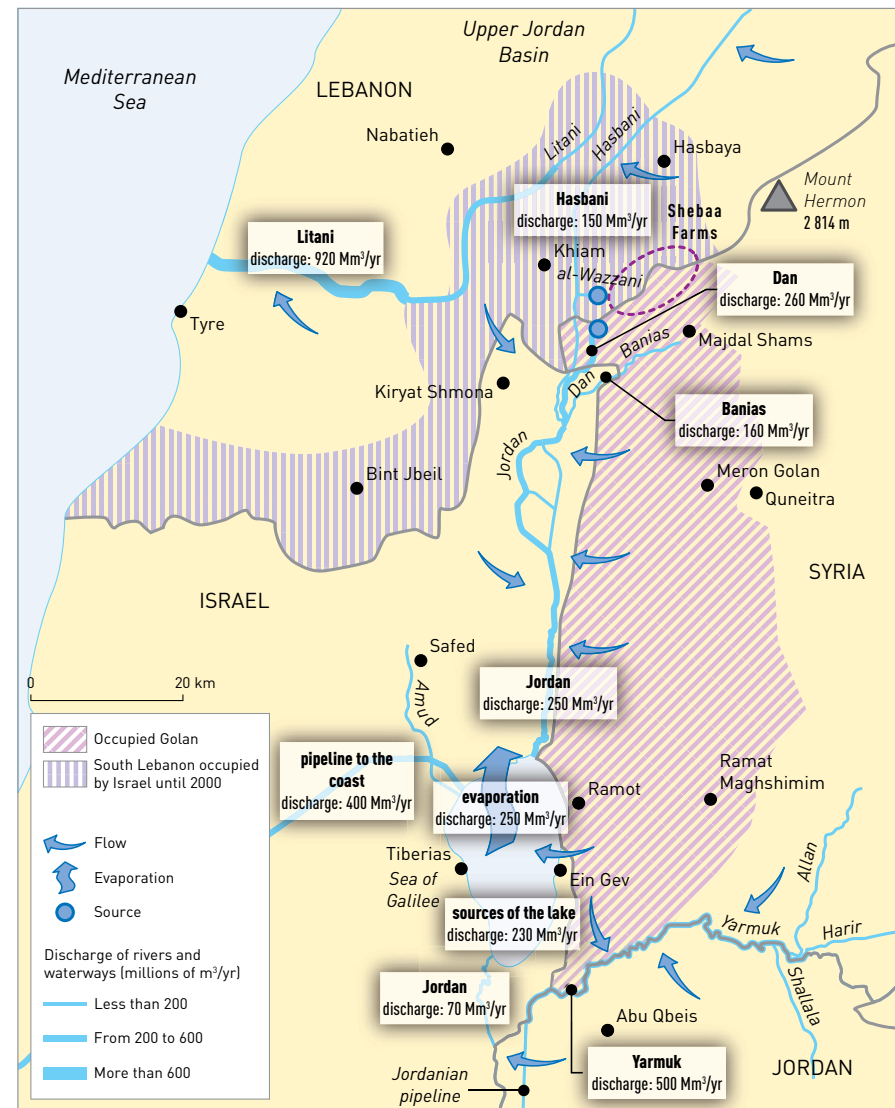 Upper Jordan
Basin
Mediterranean
Sea
LEBANON
Nabatieh
Litani
Hasbani
Hasbaya
Mount
Hermon
2 814 m
Hasbani
discharge: 150 Mm³/yr
Shebaa
Farms
Litani
discharge: 920 Mm³/yr
Khiam
al-Wazzani
Dan
discharge: 260 Mm³/yr
Tyre
Banias
Majdal Shams
Kiryat Shmona
Dan
Banias
discharge: 160 Mm³/yr
Jordan
Bint Jbeil
Meron Golan
Quneitra
SYRIA
ISRAEL
Safed
0 20 km
Amud
Jordan
discharge: 250 Mm³/yr
Occupied Golan
South Lebanon occupied
by Israel until 2000
pipeline to the
coast
discharge: 400 Mm³/yr
evaporation
discharge: 250 Mm³/yr
Ramot
Ramat
Maghshimim
Flow
Evaporation
Source
Tiberias
Sea of
Galilee
Ein Gev
Allan
sources of the lake
discharge: 230 Mm³/yr
Yarmuk
Harir
Shallala
Discharge of rivers and
waterways (millions of m³/yr)
Less than 200
From 200 to 600
More than 600
Jordan
discharge: 70 Mm³/yr
Abu Qbeis
Yarmuk
discharge: 500 Mm³/yr
JORDAN
Jordanian
pipeline